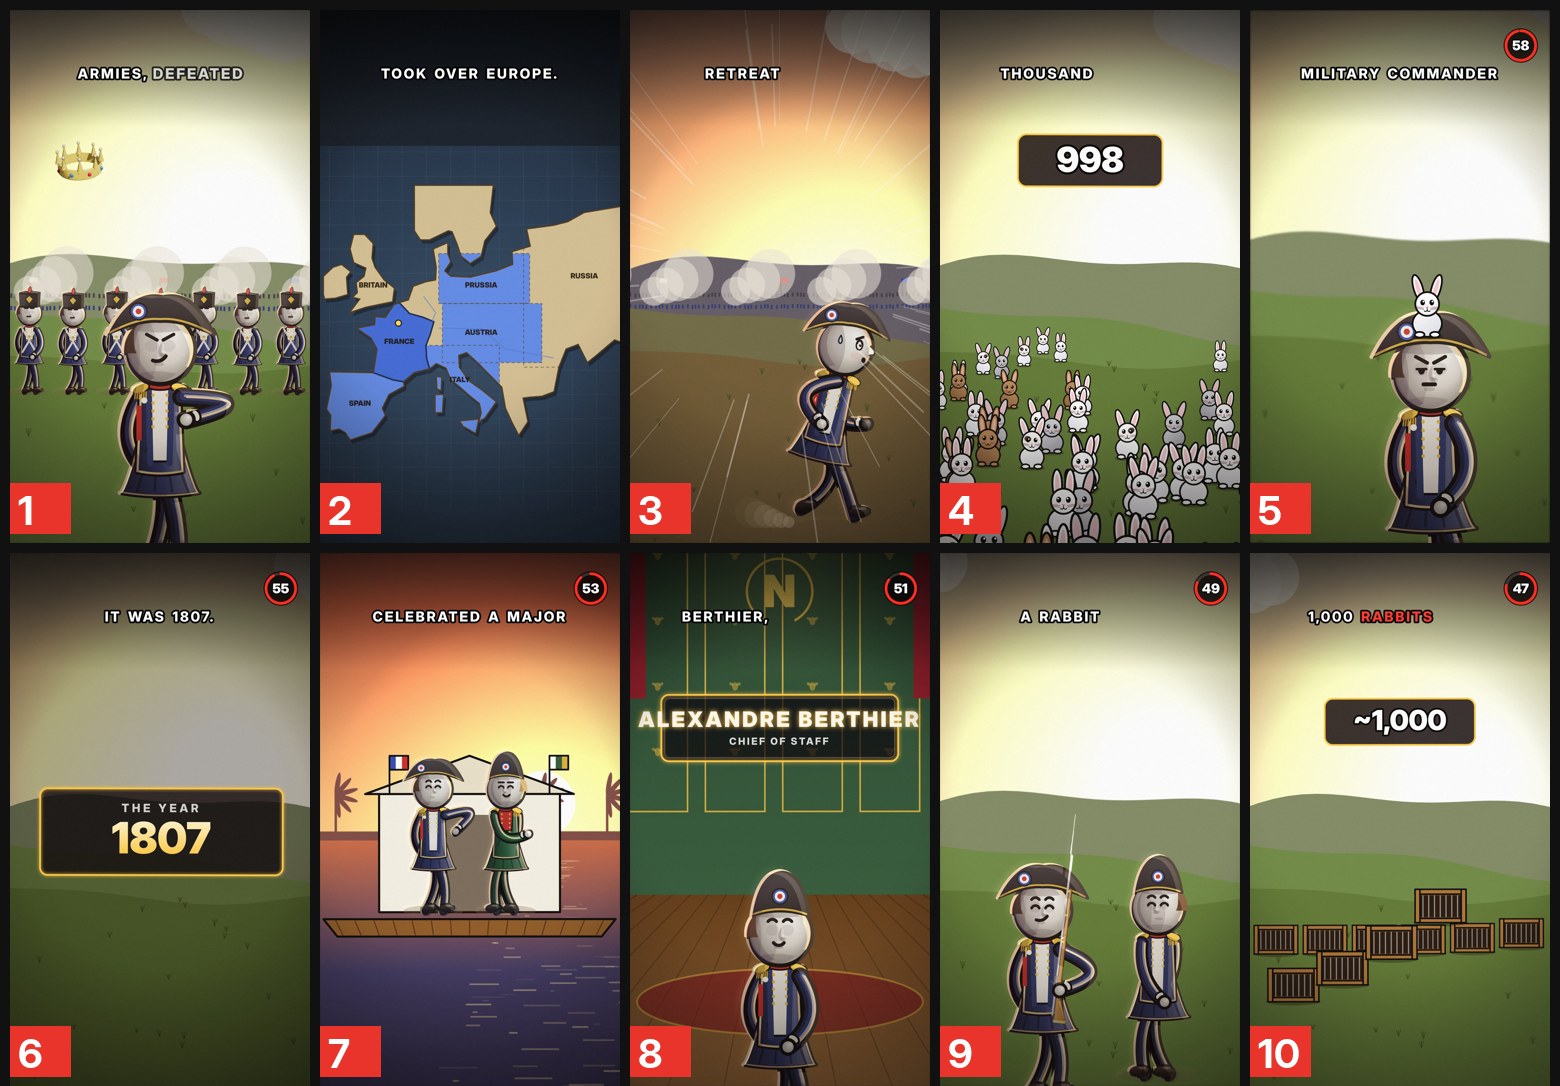 ARMIES, DEFEATED
1
TOOK OVER EUROPE.
BRITAIN
PRUSSIA
RUSSIA
AUSTRIA
FRANCE
ITALY
SPAIN
2
RETREAT
3
THOUSAND
998
4
58
MILITARY COMMANDER
5
55
IT WAS 1807.
THE YEAR
1807
6
53
CELEBRATED A MAJOR
7
N
51
BERTHIER,
ALEXANDRE BERTHIER
CHIEF OF STAFF
8
49
A RABBIT
9
47
1,000 RABBITS
~1,000
10